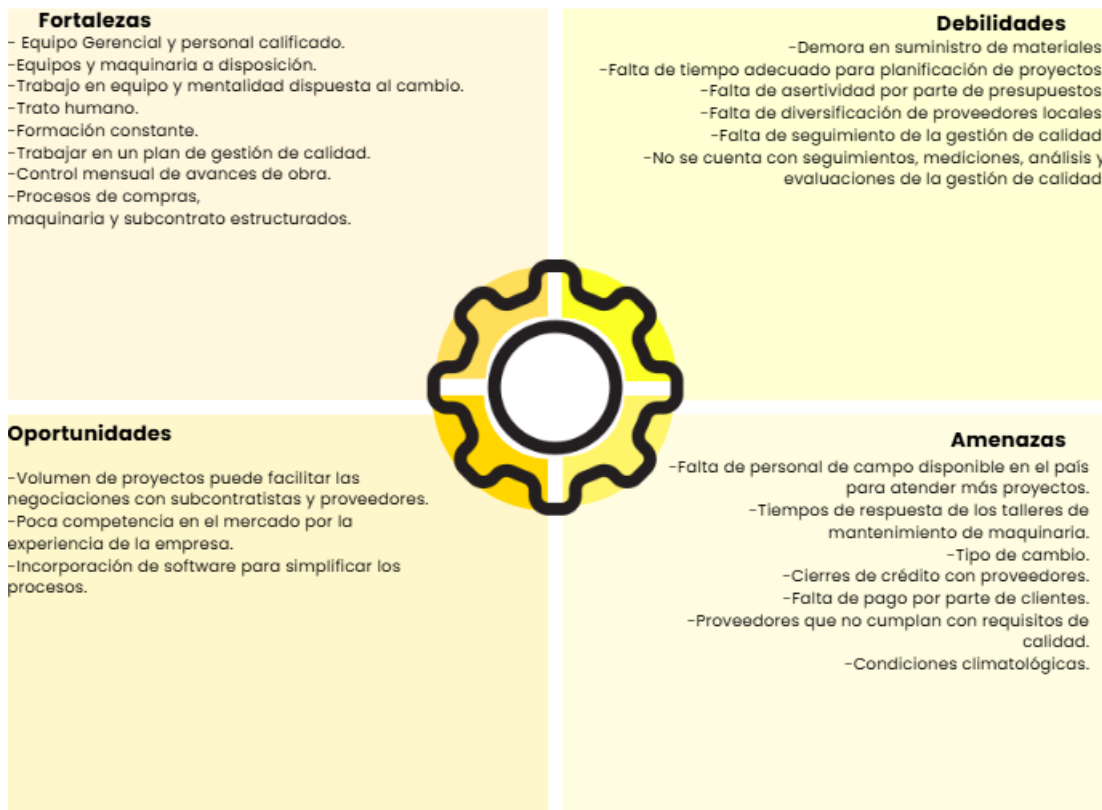 Fortalezas
- Equipo Gerencial y personal calificado.
-Equipos y maquinaria a disposición.
-Trabajo en equipo y mentalidad dispuesta al cambio.
-Trato humano.
-Formación constante.
-Trabajar en un plan de gestión de calidad.
-Control mensual de avances de obra.
-Procesos de compras,
maquinaria y subcontrato estructurados.
Debilidades
-Demora en suministro de materiales
-Falta de tiempo adecuado para planificación de proyectos
-Falta de asertividad por parte de presupuestos
-Falta de diversificación de proveedores locales
-Falta de seguimiento de la gestión de calidad
-No se cuenta con seguimientos, mediciones, análisis y
evaluaciones de la gestión de calidad
Oportunidades
-Volumen de proyectos puede facilitar las
negociaciones con subcontratistas y proveedores.
-Poca competencia en el mercado por la
experiencia de la empresa.
-Incorporación de software para simplificar los
procesos.
Amenazas
-Falta de personal de campo disponible en el país
para atender más proyectos.
-Tiempos de respuesta de los talleres de
mantenimiento de maquinaria.
-Tipo de cambio.
-Cierres de crédito con proveedores.
-Falta de pago por parte de clientes.
-Proveedores que no cumplan con requisitos de
calidad.
-Condiciones climatológicas.